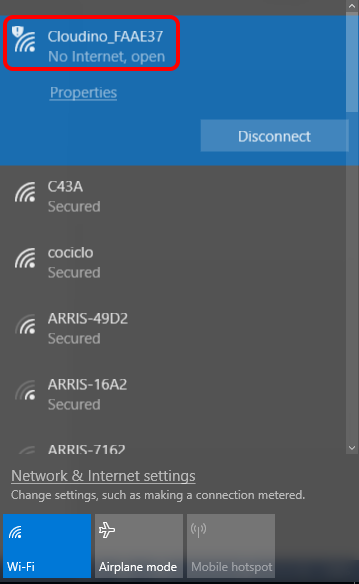 Cloudino_FAAE37
No Internet, open
Properties
Disconnect
C43A
Secured
cociclo
Secured
ARRIS-49D2
Secured
ARRIS-16A2
Secured
ARRIS-7162
Network & Internet settings
Change settings, such as making a connection metered.
Wi-Fi
Airplane mode
Mobile hotspot